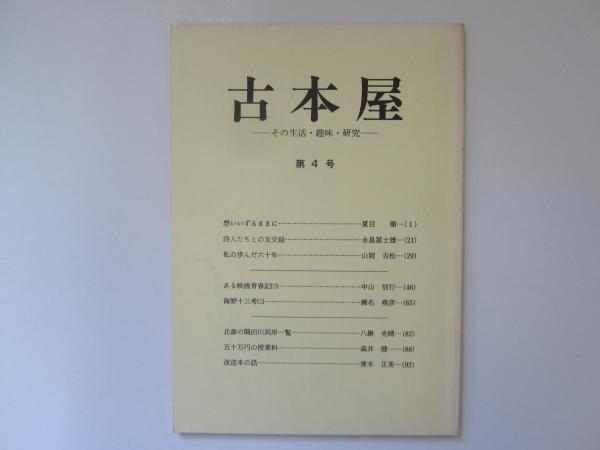 古本屋
——その生活・趣味・研究——
第4号
想いいずるままに…………………………夏目 順…(1)
詩人たちとの友交録………………………永島冨士雄…(21)
私の歩んだ六十年…………………………山岡 吉松…(29)
ある映画青春記㈡…………………………中山 信行…(46)
海野十三考㈢………………………………瀬名 堯彦…(65)
北斎の隅田川両岸一覧……………………八鍬 光晴…(82)
五十万円の授業料…………………………森井 健……(88)
改造本の話…………………………………青木 正美…(92)